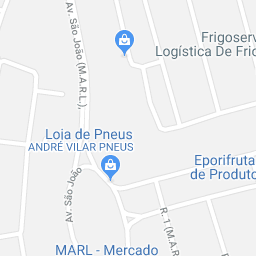 Av. São João (M.A.R.L.).
Frigoserv
Logística De Frio
Loja de Pneus
ANDRÉ VILAR PNEUS
Eporifruta
de Produto
Av. São João
R. 1 (M.A.R
MARL - Mercado